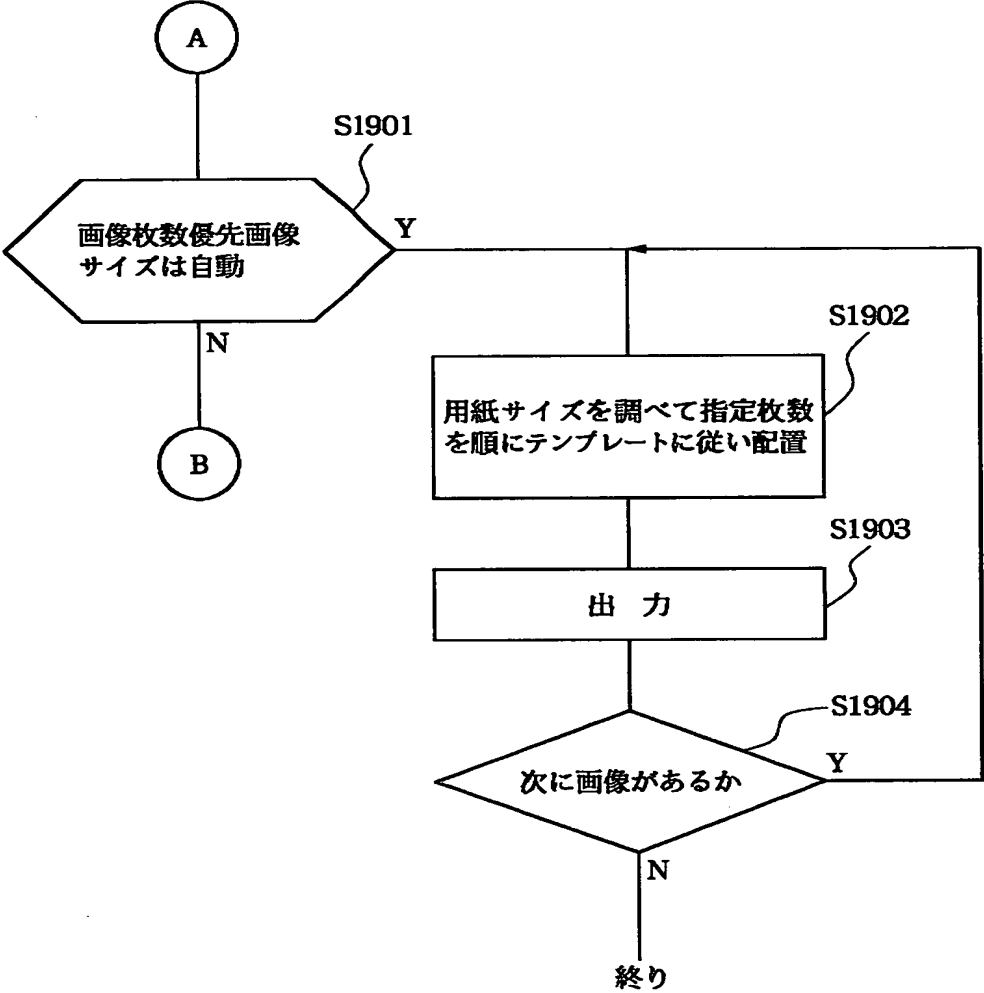 A
S1901
画像枚数優先画像
サイズは自動
Y
N
B
S1902
用紙サイズを調べて指定枚数
を順にテンプレートに従い配置
S1903
出 力
S1904
次に画像があるか
Y
N
終り